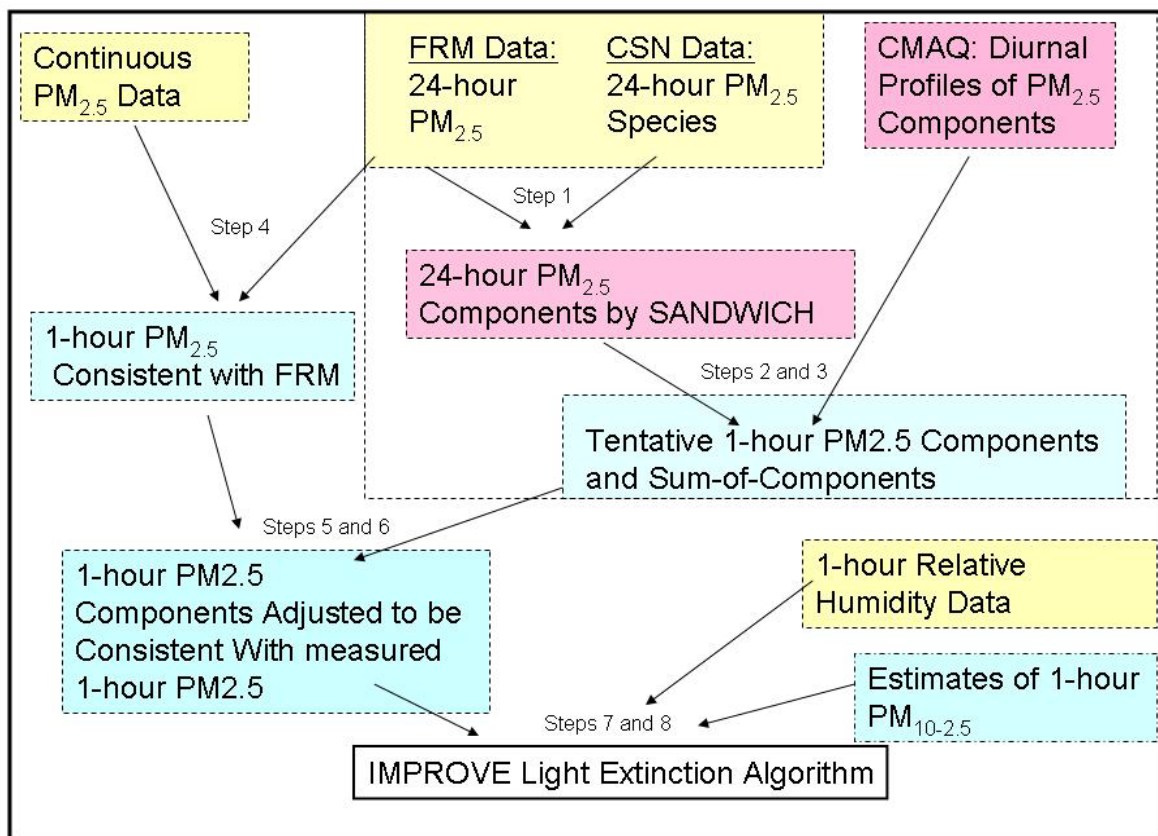 Continuous
PM2.5 Data
FRM Data:
24-hour
PM2.5
CSN Data:
24-hour PM2.5
Species
CMAQ: Diurnal
Profiles of PM2.5
Components
Step 1
Step 4
24-hour PM2.5
Components by SANDWICH
1-hour PM2.5
Consistent with FRM
Steps 2 and 3
Tentative 1-hour PM2.5 Components
and Sum-of-Components
Steps 5 and 6
1-hour PM2.5
Components Adjusted to be
Consistent With measured
1-hour PM2.5
1-hour Relative
Humidity Data
Estimates of 1-hour
PM10-2.5
Steps 7 and 8
IMPROVE Light Extinction Algorithm